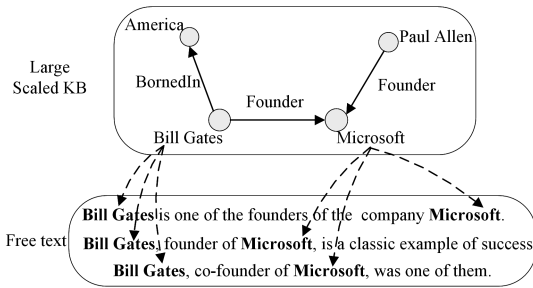 America
Paul Allen
Large
Scaled KB
BornedIn
Founder
Founder
Bill Gates
Microsoft
Free text
Bill Gates is one of the founders of the company Microsoft.
Bill Gates, founder of Microsoft, is a classic example of success
Bill Gates, co-founder of Microsoft, was one of them.